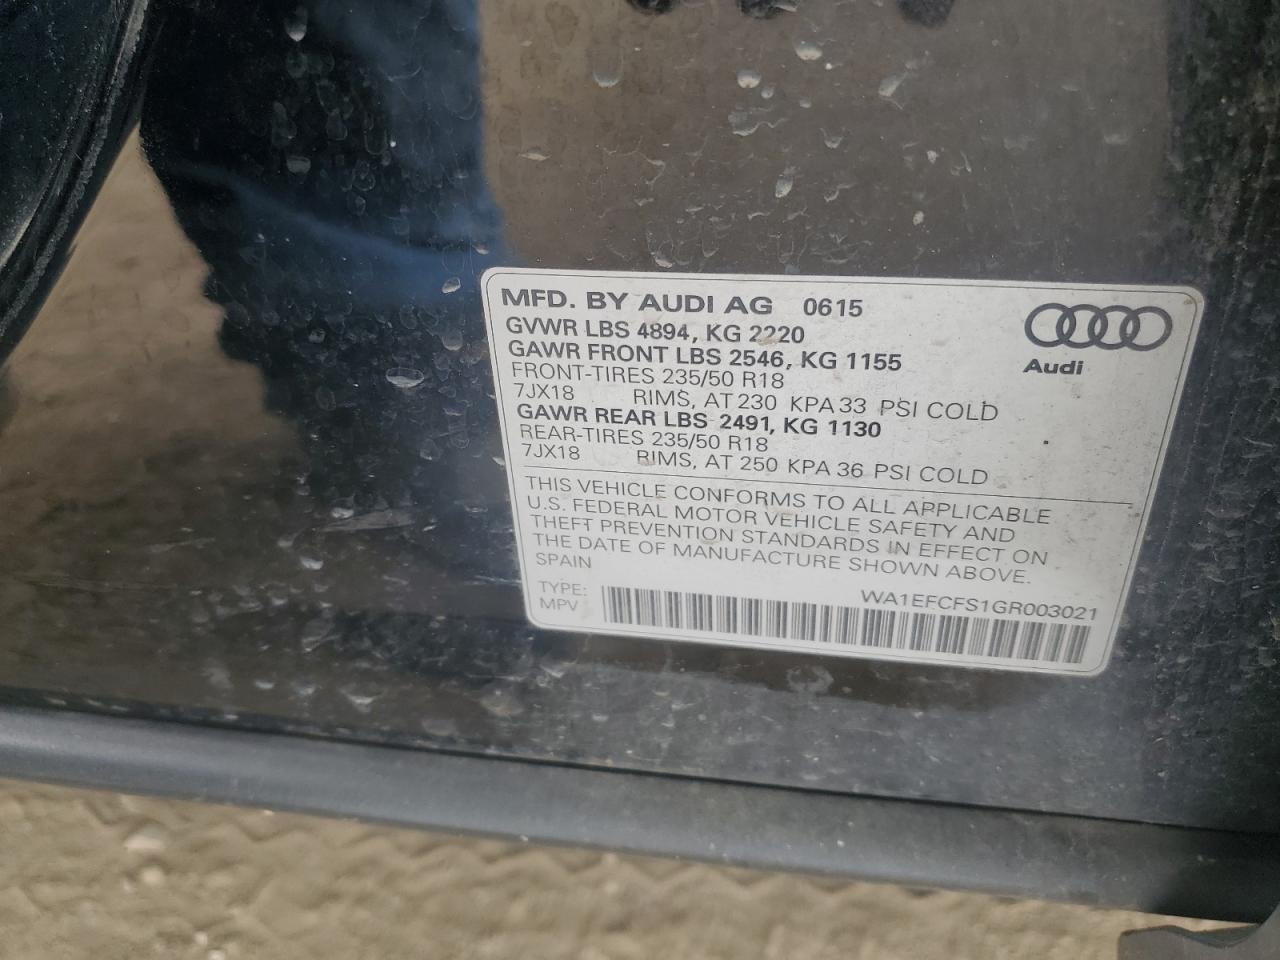 MFD. BY AUDI AG 0615
GVWR LBS 4894, KG 2220
GAWR FRONT LBS 2546, KG 1155
FRONT-TIRES 235/50 R18
7JX18 RIMS, AT 230 KPA 33 PSI COLD
GAWR REAR LBS 2491, KG 1130
REAR-TIRES 235/50 R18
7JX18 RIMS, AT 250 KPA 36 PSI COLD
Audi
THIS VEHICLE CONFORMS TO ALL APPLICABLE
U.S. FEDERAL MOTOR VEHICLE SAFETY AND
THEFT PREVENTION STANDARDS IN EFFECT ON
THE DATE OF MANUFACTURE SHOWN ABOVE.
SPAIN
TYPE:
MPV
WA1EFCFS1GR003021